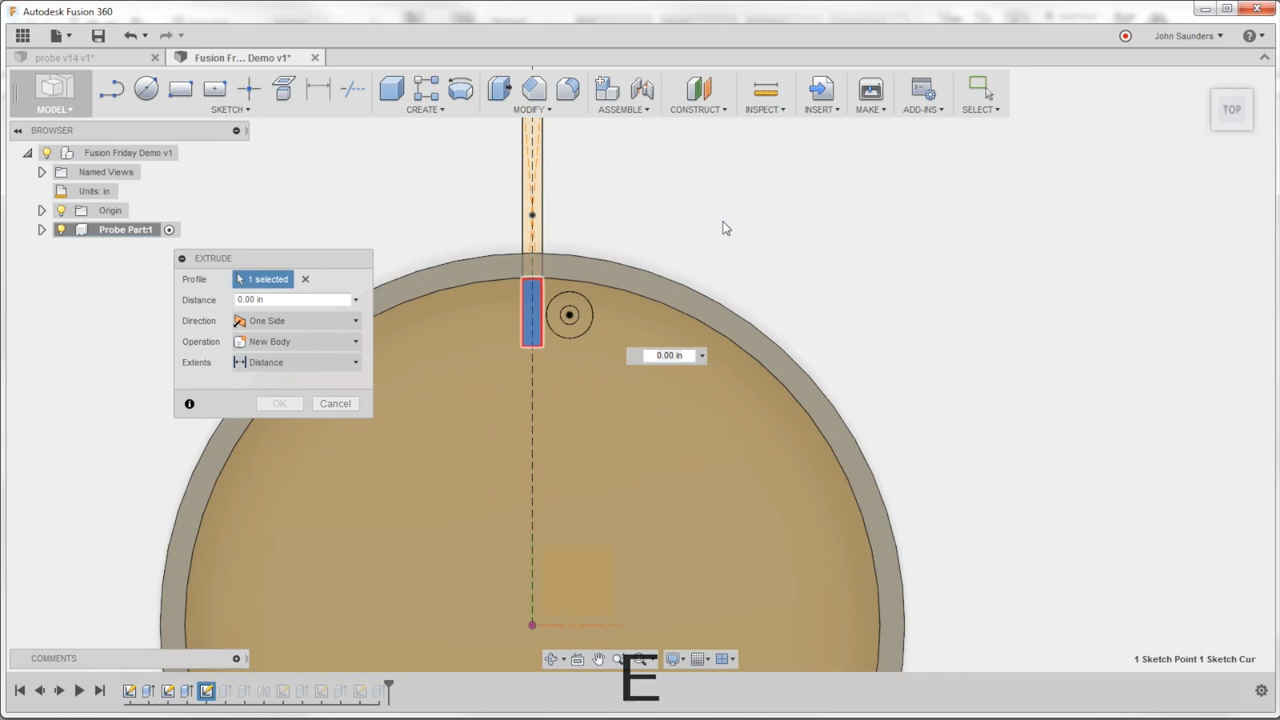 Autodesk Fusion 360
John Saunders
probe v14 v1*
Fusion Fr... Demo v1*
MODEL
SKETCH
CREATE
MODIFY
ASSEMBLE
CONSTRUCT
INSPECT
INSERT
MAKE
ADD-INS
SELECT
TOP
BROWSER
Fusion Friday Demo v1
Named Views
Units: in
Origin
Probe Part:1
EXTRUDE
Profile 1 selected
Distance 0.00 in
Direction One Side
Operation New Body
Extents Distance
OK Cancel
0.00 in
COMMENTS
E
1 Sketch Point 1 Sketch Cur